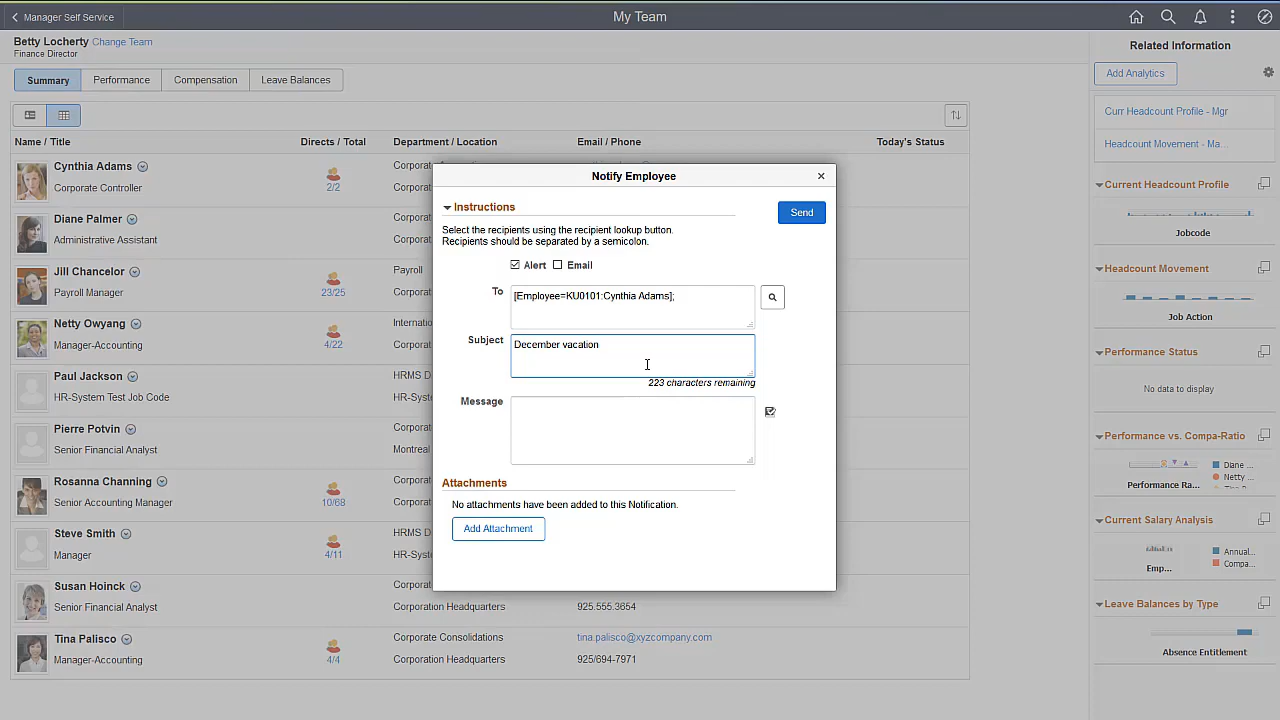 Manager Self Service
My Team
Betty Locherty Change Team
Finance Director
Summary
Performance
Compensation
Leave Balances
Name / Title
Directs / Total
Department / Location
Email / Phone
Today's Status
Cynthia Adams
Corporate Controller
2/2
Corporat
Corporat
Diane Palmer
Administrative Assistant
Corporat
Corporat
Jill Chancelor
Payroll Manager
23/25
Payroll
Corporat
Netty Owyang
Manager-Accounting
4/22
Internatio
Corporat
Paul Jackson
HR-System Test Job Code
HRMS D
HR-Syst
Pierre Potvin
Senior Financial Analyst
Corporat
Montreal
Rosanna Channing
Senior Accounting Manager
10/68
Corporat
Corporat
Steve Smith
Manager
4/11
HRMS D
HR-Syste
Susan Hoinck
Senior Financial Analyst
Corporat
Corporation Headquarters
925.555.3654
Tina Palisco
Manager-Accounting
4/4
Corporate Consolidations
Corporation Headquarters
tina.palisco@xyzcompany.com
925/694-7971
Notify Employee
Instructions
Send
Select the recipients using the recipient lookup button.
Recipients should be separated by a semicolon.
Alert
Email
To
[Employee=KU0101:Cynthia Adams];
Subject
December vacation
223 characters remaining
Message
Attachments
No attachments have been added to this Notification.
Add Attachment
Related Information
Add Analytics
Curr Headcount Profile - Mgr
Headcount Movement - Ma...
Current Headcount Profile
Jobcode
Headcount Movement
Job Action
Performance Status
No data to display
Performance vs. Compa-Ratio
Diane ...
Netty ...
Performance Ra...
Current Salary Analysis
Annual...
Compa...
Emp...
Leave Balances by Type
Absence Entitlement